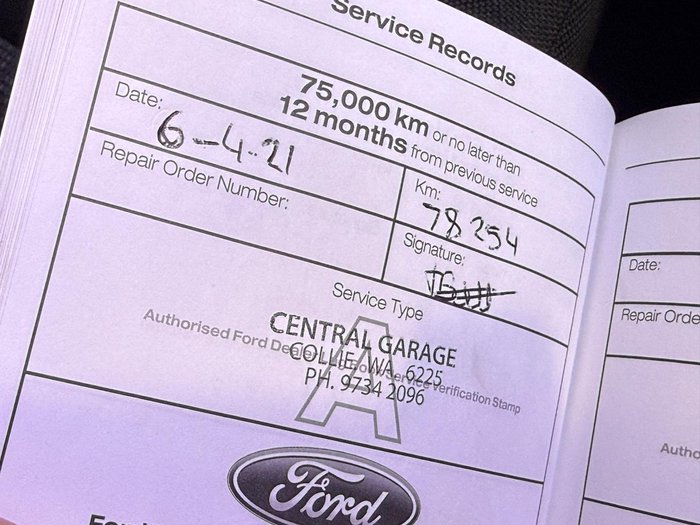 Service Records
75,000 km or no later than
12 months from previous service
Date:
6-4-21
Km:
78254
Repair Order Number:
Signature:
Service Type
A
Authorised Ford Dealer
Service Verification Stamp
CENTRAL GARAGE
COLLIE, WA, 6225
PH. 9734 2096
Ford
Date:
Repair Orde
Autho